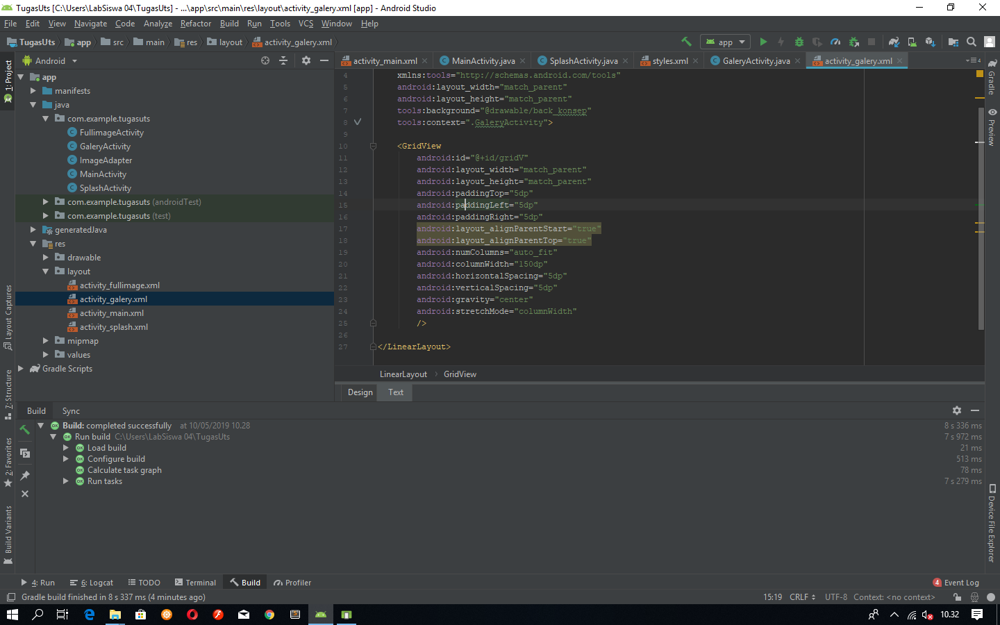 TugasUts [C:\Users\LabSiswa 04\TugasUts] - ...\app\src\main\res\layout\activity_galery.xml [app] - Android Studio
File Edit View Navigate Code Analyze Refactor Build Run Tools VCS Window Help
TugasUts app src main res layout activity_galery.xml
app
1: Project
Android
activity_main.xml MainActivity.java SplashActivity.java styles.xml GaleryActivity.java activity_galery.xml
4
app
manifests
java
com.example.tugasuts
FullimageActivity
GaleryActivity
ImageAdapter
MainActivity
SplashActivity
com.example.tugasuts (androidTest)
com.example.tugasuts (test)
generatedJava
res
drawable
layout
activity_fullimage.xml
activity_galery.xml
activity_main.xml
activity_splash.xml
mipmap
values
Gradle Scripts
4 xmlns:tools="http://schemas.android.com/tools"
5 android:layout_width="match_parent"
6 android:layout_height="match_parent"
7 tools:background="@drawable/back_konsep"
8 tools:context=".GaleryActivity">
9
10 <GridView
11 android:id="@+id/gridV"
12 android:layout_width="match_parent"
13 android:layout_height="match_parent"
14 android:paddingTop="5dp"
15 android:paddingLeft="5dp"
16 android:paddingRight="5dp"
17 android:layout_alignParentStart="true"
18 android:layout_alignParentTop="true"
19 android:numColumns="auto_fit"
20 android:columnWidth="150dp"
21 android:horizontalSpacing="5dp"
22 android:verticalSpacing="5dp"
23 android:gravity="center"
24 android:stretchMode="columnWidth"
25 />
26
27 </LinearLayout>
LinearLayout GridView
Design Text
Gradle
Preview
Device File Explorer
Layout Captures
7: Structure
2: Favorites
Build Variants
Build Sync
Build: completed successfully at 10/05/2019 10.28 8 s 336 ms
Run build C:\Users\LabSiswa 04\TugasUts 7 s 972 ms
Load build 21 ms
Configure build 513 ms
Calculate task graph 78 ms
Run tasks 7 s 279 ms
4: Run 6: Logcat TODO Terminal Build Profiler 4 Event Log
Gradle build finished in 8 s 337 ms (4 minutes ago) 15:19 CRLF UTF-8 Context: <no context>
10.32